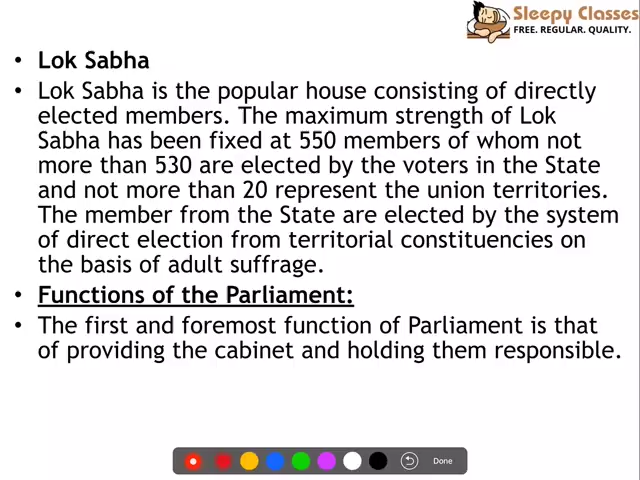 Sleepy Classes
FREE. REGULAR. QUALITY.
• Lok Sabha
• Lok Sabha is the popular house consisting of directly
elected members. The maximum strength of Lok
Sabha has been fixed at 550 members of whom not
more than 530 are elected by the voters in the State
and not more than 20 represent the union territories.
The member from the State are elected by the system
of direct election from territorial constituencies on
the basis of adult suffrage.
• Functions of the Parliament:
• The first and foremost function of Parliament is that
of providing the cabinet and holding them responsible.
Done